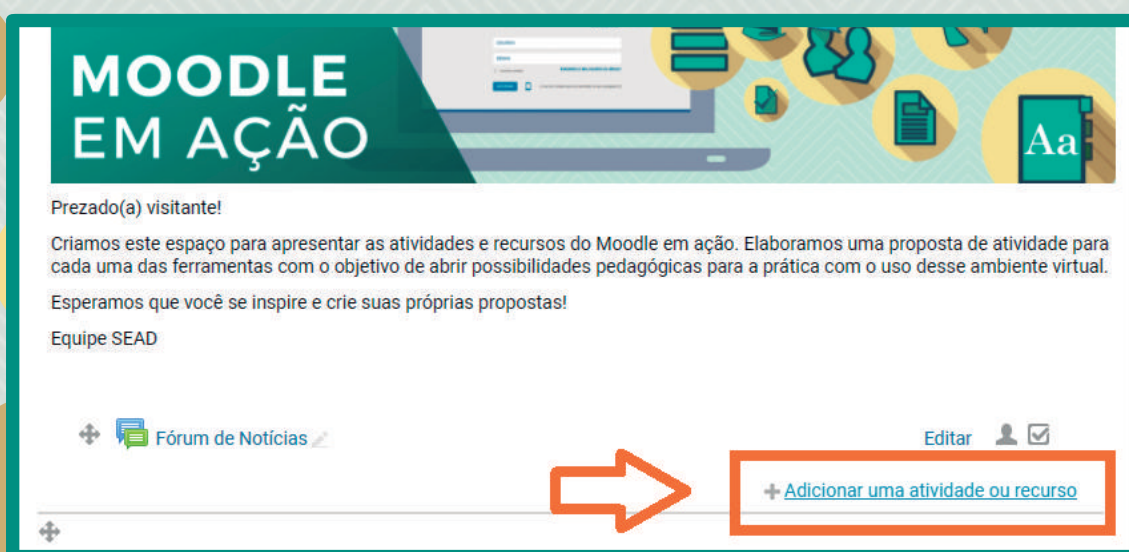 MOODLE
EM AÇÃO
Aa
Prezado(a) visitante!
Criamos este espaço para apresentar as atividades e recursos do Moodle em ação. Elaboramos uma proposta de atividade para
cada uma das ferramentas com o objetivo de abrir possibilidades pedagógicas para a prática com o uso desse ambiente virtual.
Esperamos que você se inspire e crie suas próprias propostas!
Equipe SEAD
Fórum de Notícias
Editar
Adicionar uma atividade ou recurso